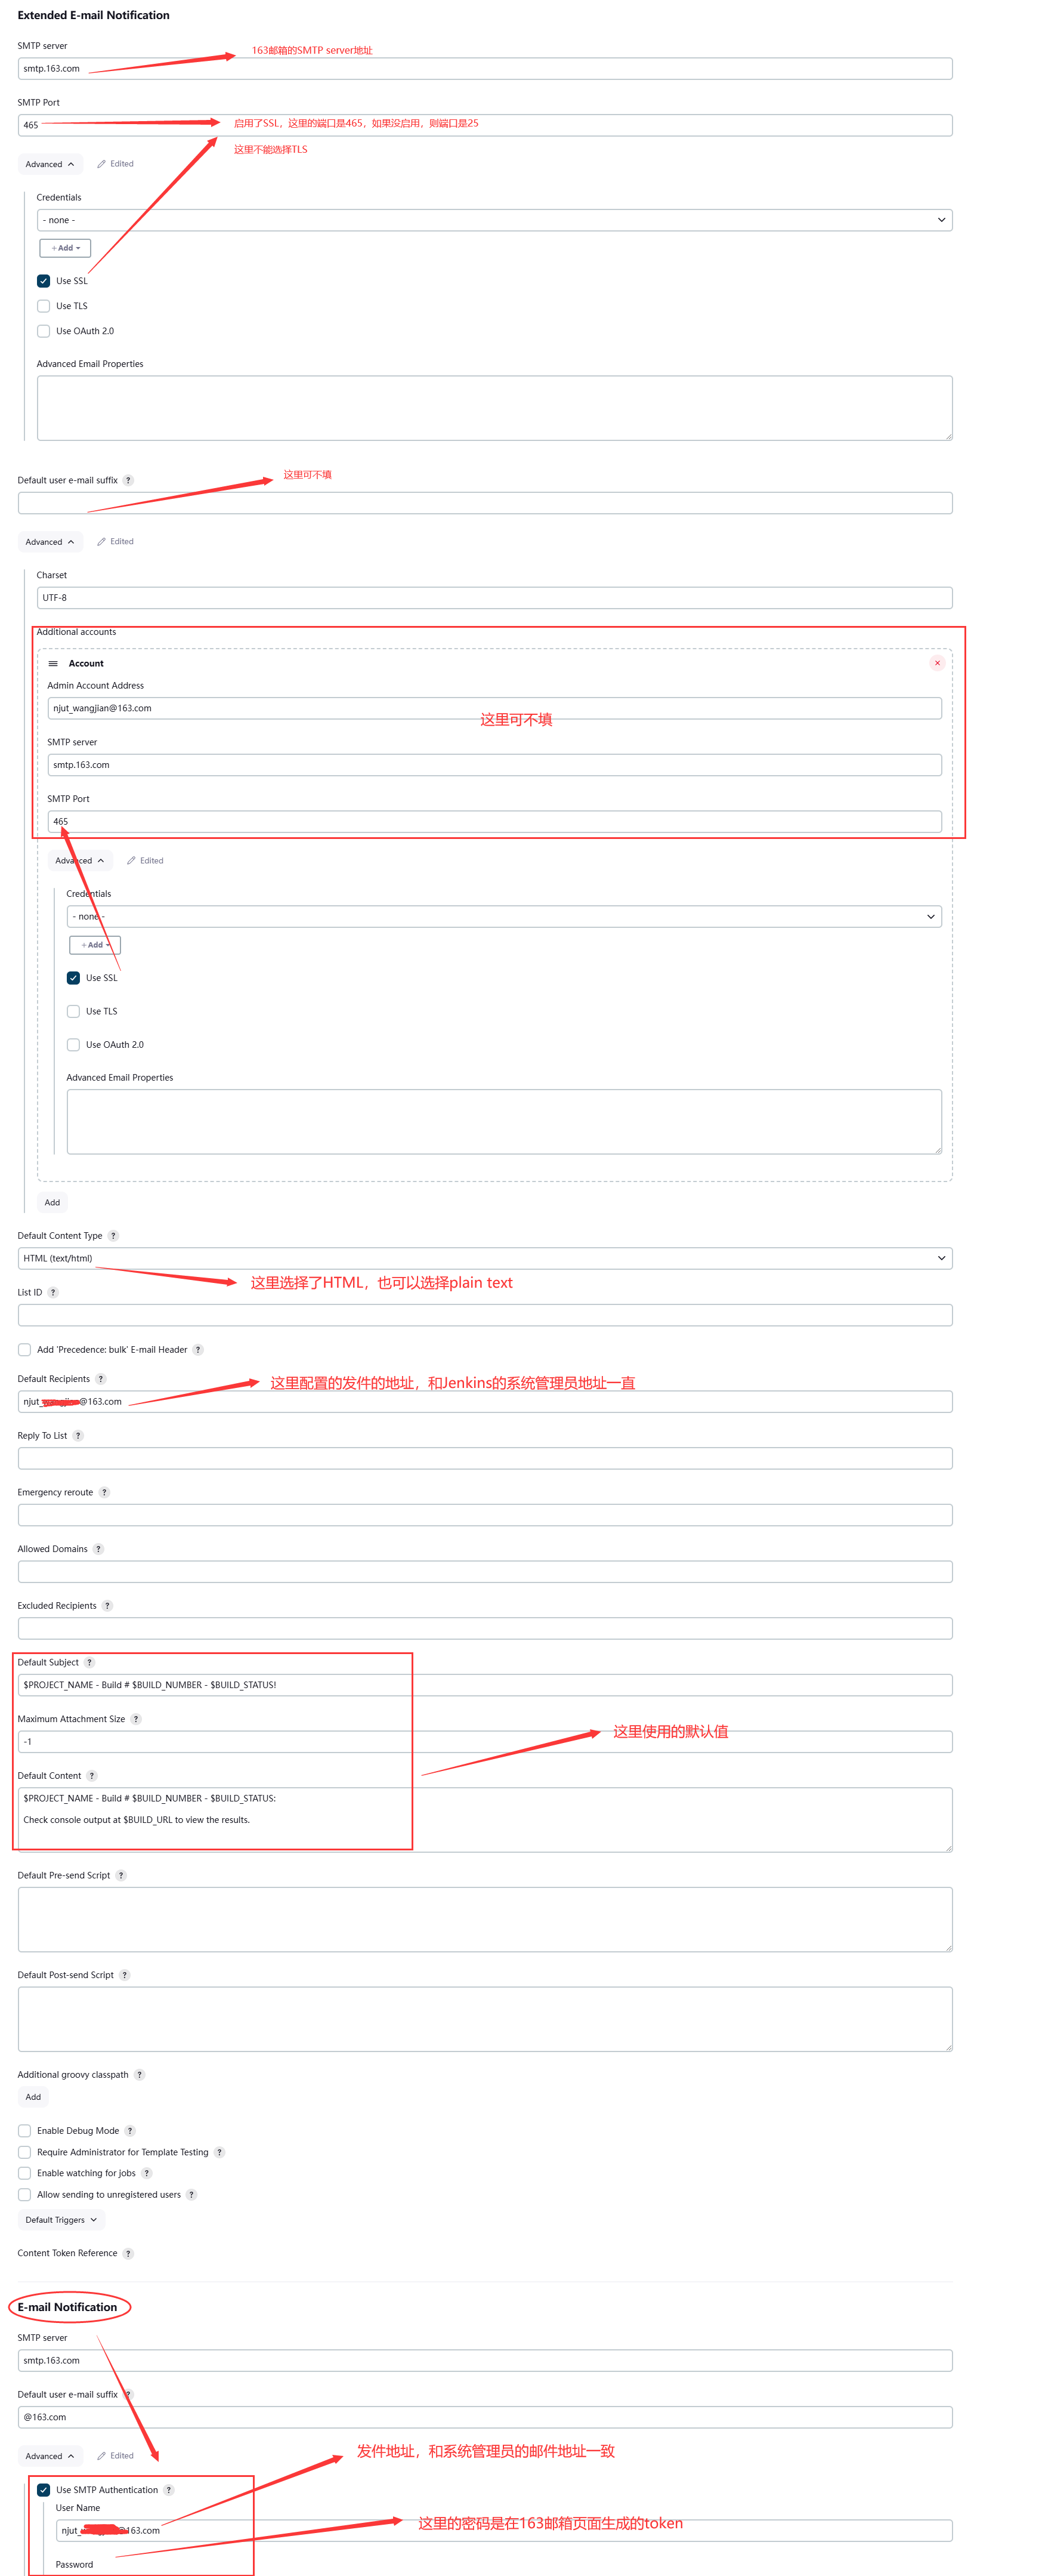 Extended E-mail Notification
SMTP server
163邮箱的SMTP server地址
smtp.163.com
SMTP Port
465
启用了SSL，这里的端口是465，如果没启用，则端口是25
这里不能选择TLS
Advanced
Edited
Credentials
- none -
+ Add
Use SSL
Use TLS
Use OAuth 2.0
Advanced Email Properties
Default user e-mail suffix ?
这里可不填
Advanced
Edited
Charset
UTF-8
Additional accounts
Account
Admin Account Address
njut_wangjian@163.com
这里可不填
SMTP server
smtp.163.com
SMTP Port
465
Advanced
Edited
Credentials
- none -
+ Add
Use SSL
Use TLS
Use OAuth 2.0
Advanced Email Properties
Add
Default Content Type ?
HTML (text/html)
这里选择了HTML，也可以选择plain text
List ID ?
Add 'Precedence: bulk' E-mail Header ?
Default Recipients ?
这里配置的发件的地址，和Jenkins的系统管理员地址一直
njut_ @163.com
Reply To List ?
Emergency reroute ?
Allowed Domains ?
Excluded Recipients ?
Default Subject ?
$PROJECT_NAME - Build # $BUILD_NUMBER - $BUILD_STATUS!
Maximum Attachment Size ?
这里使用的默认值
-1
Default Content ?
$PROJECT_NAME - Build # $BUILD_NUMBER - $BUILD_STATUS:
Check console output at $BUILD_URL to view the results.
Default Pre-send Script ?
Default Post-send Script ?
Additional groovy classpath ?
Add
Enable Debug Mode ?
Require Administrator for Template Testing ?
Enable watching for jobs ?
Allow sending to unregistered users ?
Default Triggers
Content Token Reference ?
E-mail Notification
SMTP server
smtp.163.com
Default user e-mail suffix ?
@163.com
Advanced
Edited
发件地址，和系统管理员的邮件地址一致
Use SMTP Authentication ?
User Name
这里的密码是在163邮箱页面生成的token
njut_ @163.com
Password